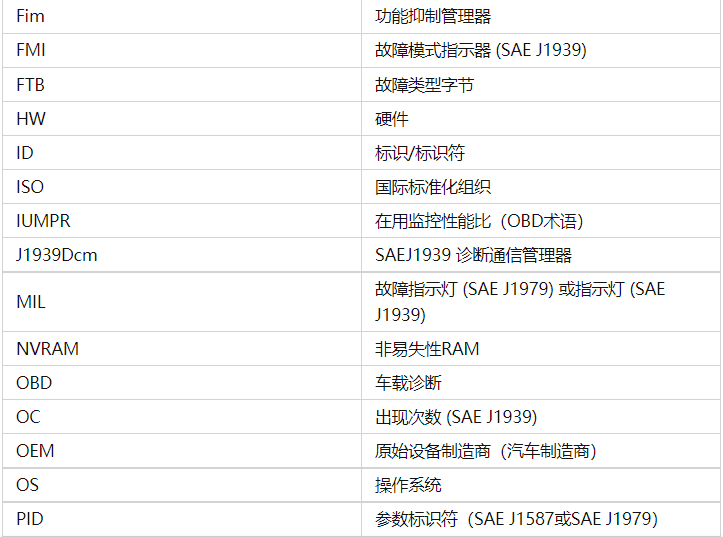 Fim 功能抑制管理器
FMI 故障模式指示器 (SAE J1939)
FTB 故障类型字节
HW 硬件
ID 标识/标识符
ISO 国际标准化组织
IUMPR 在用监控性能比（OBD术语）
J1939Dcm SAEJ1939 诊断通信管理器
MIL 故障指示灯 (SAE J1979) 或指示灯 (SAE
J1939)
NVRAM 非易失性RAM
OBD 车载诊断
OC 出现次数 (SAE J1939)
OEM 原始设备制造商（汽车制造商）
OS 操作系统
PID 参数标识符（SAE J1587或SAE J1979）